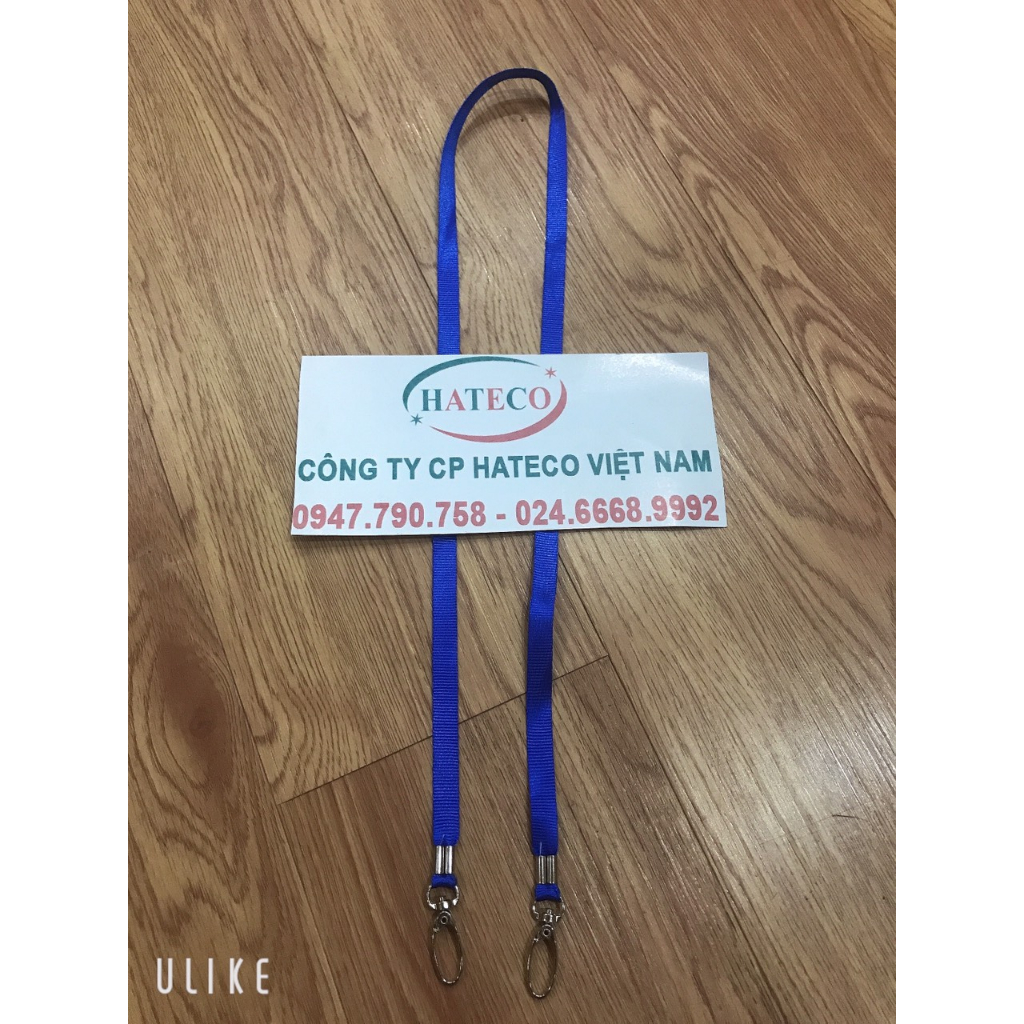 HATECO
CÔNG TY CP HATECO VIỆT NAM
0947.790.758 - 024.6668.9992
ULIKE